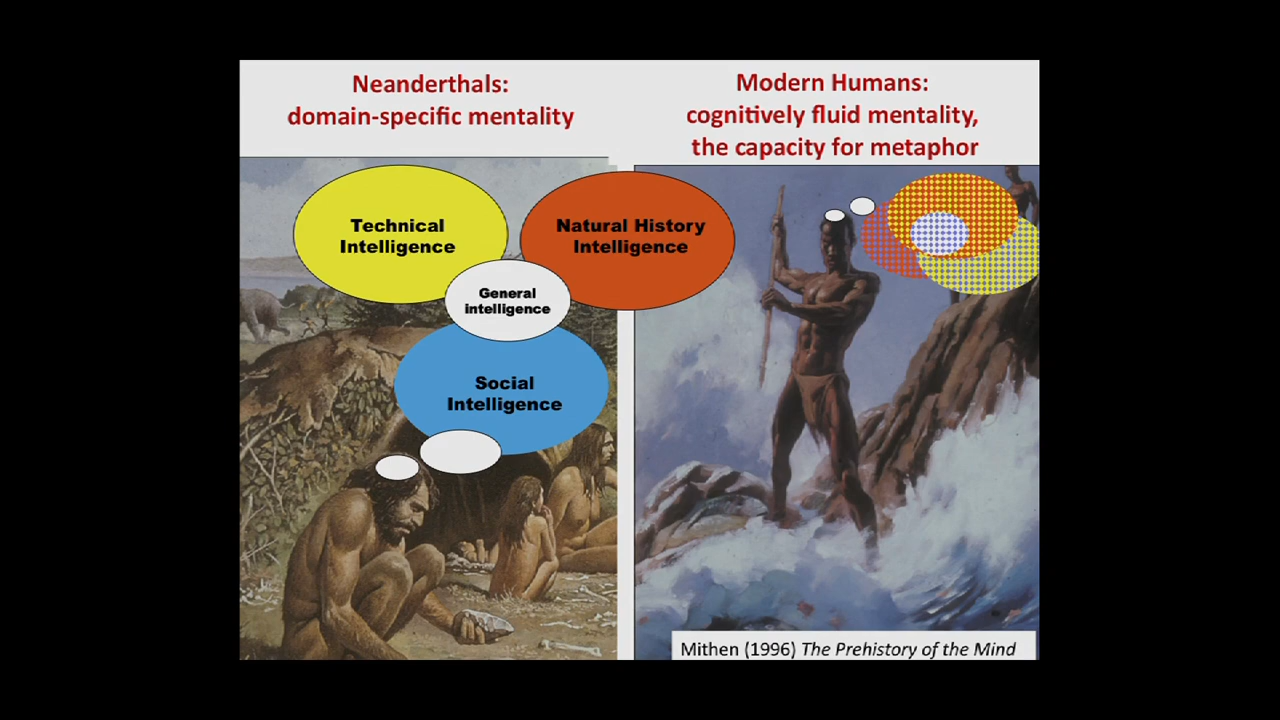 Neanderthals:
domain-specific mentality
Modern Humans:
cognitively fluid mentality,
the capacity for metaphor
Technical
Intelligence
Natural History
Intelligence
General
intelligence
Social
Intelligence
Mithen (1996) The Prehistory of the Mind